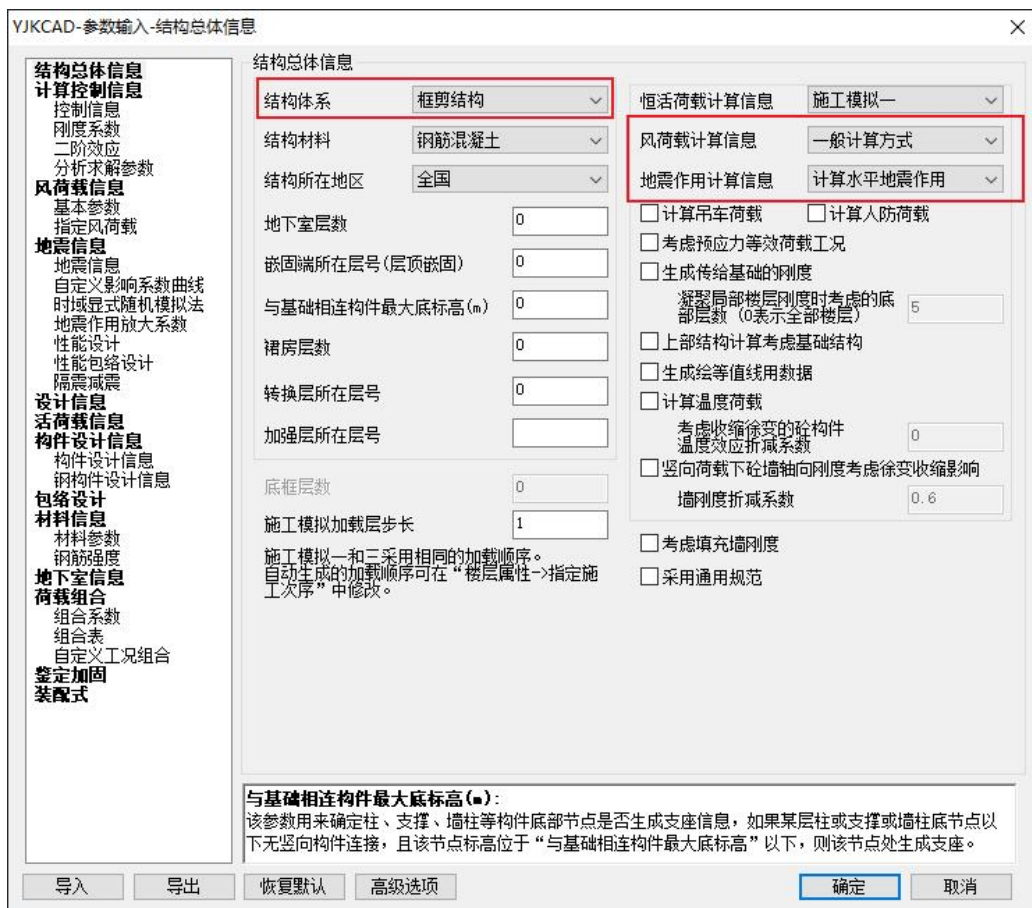 YJKCAD-参数输入-结构总体信息
结构总体信息
计算控制信息
控制信息
刚度系数
二阶效应
分析求解参数
风荷载信息
基本参数
指定风荷载
地震信息
地震信息
自定义影响系数曲线
时域显式随机模拟法
地震作用放大系数
性能设计
性能包络设计
隔震减震
设计信息
活荷载信息
构件设计信息
构件设计信息
钢构件设计信息
包络设计
材料信息
材料参数
钢筋强度
地下室信息
荷载组合
组合系数
组合表
自定义工况组合
鉴定加固
装配式
结构总体信息
结构体系 框剪结构
结构材料 钢筋混凝土
结构所在地区 全国
地下室层数 0
嵌固端所在层号(层顶嵌固) 0
与基础相连构件最大底标高(m) 0
裙房层数 0
转换层所在层号 0
加强层所在层号
底框层数 0
施工模拟加载层步长 1
施工模拟一和三采用相同的加载顺序。
自动生成的加载顺序可在“楼层属性->指定施
工次序”中修改。
恒活荷载计算信息 施工模拟一
风荷载计算信息 一般计算方式
地震作用计算信息 计算水平地震作用
计算吊车荷载 计算人防荷载
考虑预应力等效荷载工况
生成传给基础的刚度
凝聚局部楼层刚度时考虑的底
部层数（0表示全部楼层） 5
上部结构计算考虑基础结构
生成绘等值线用数据
计算温度荷载
考虑收缩徐变的砼构件
温度效应折减系数 0
竖向荷载下砼墙轴向刚度考虑徐变收缩影响
墙刚度折减系数 0.6
考虑填充墙刚度
采用通用规范
与基础相连构件最大底标高(m):
该参数用来确定柱、支撑、墙柱等构件底部节点是否生成支座信息，如果某层柱或支撑或墙柱底节点以
下无竖向构件连接，且该节点标高位于“与基础相连构件最大底标高”以下，则该节点处生成支座。
导入 导出 恢复默认 高级选项 确定 取消